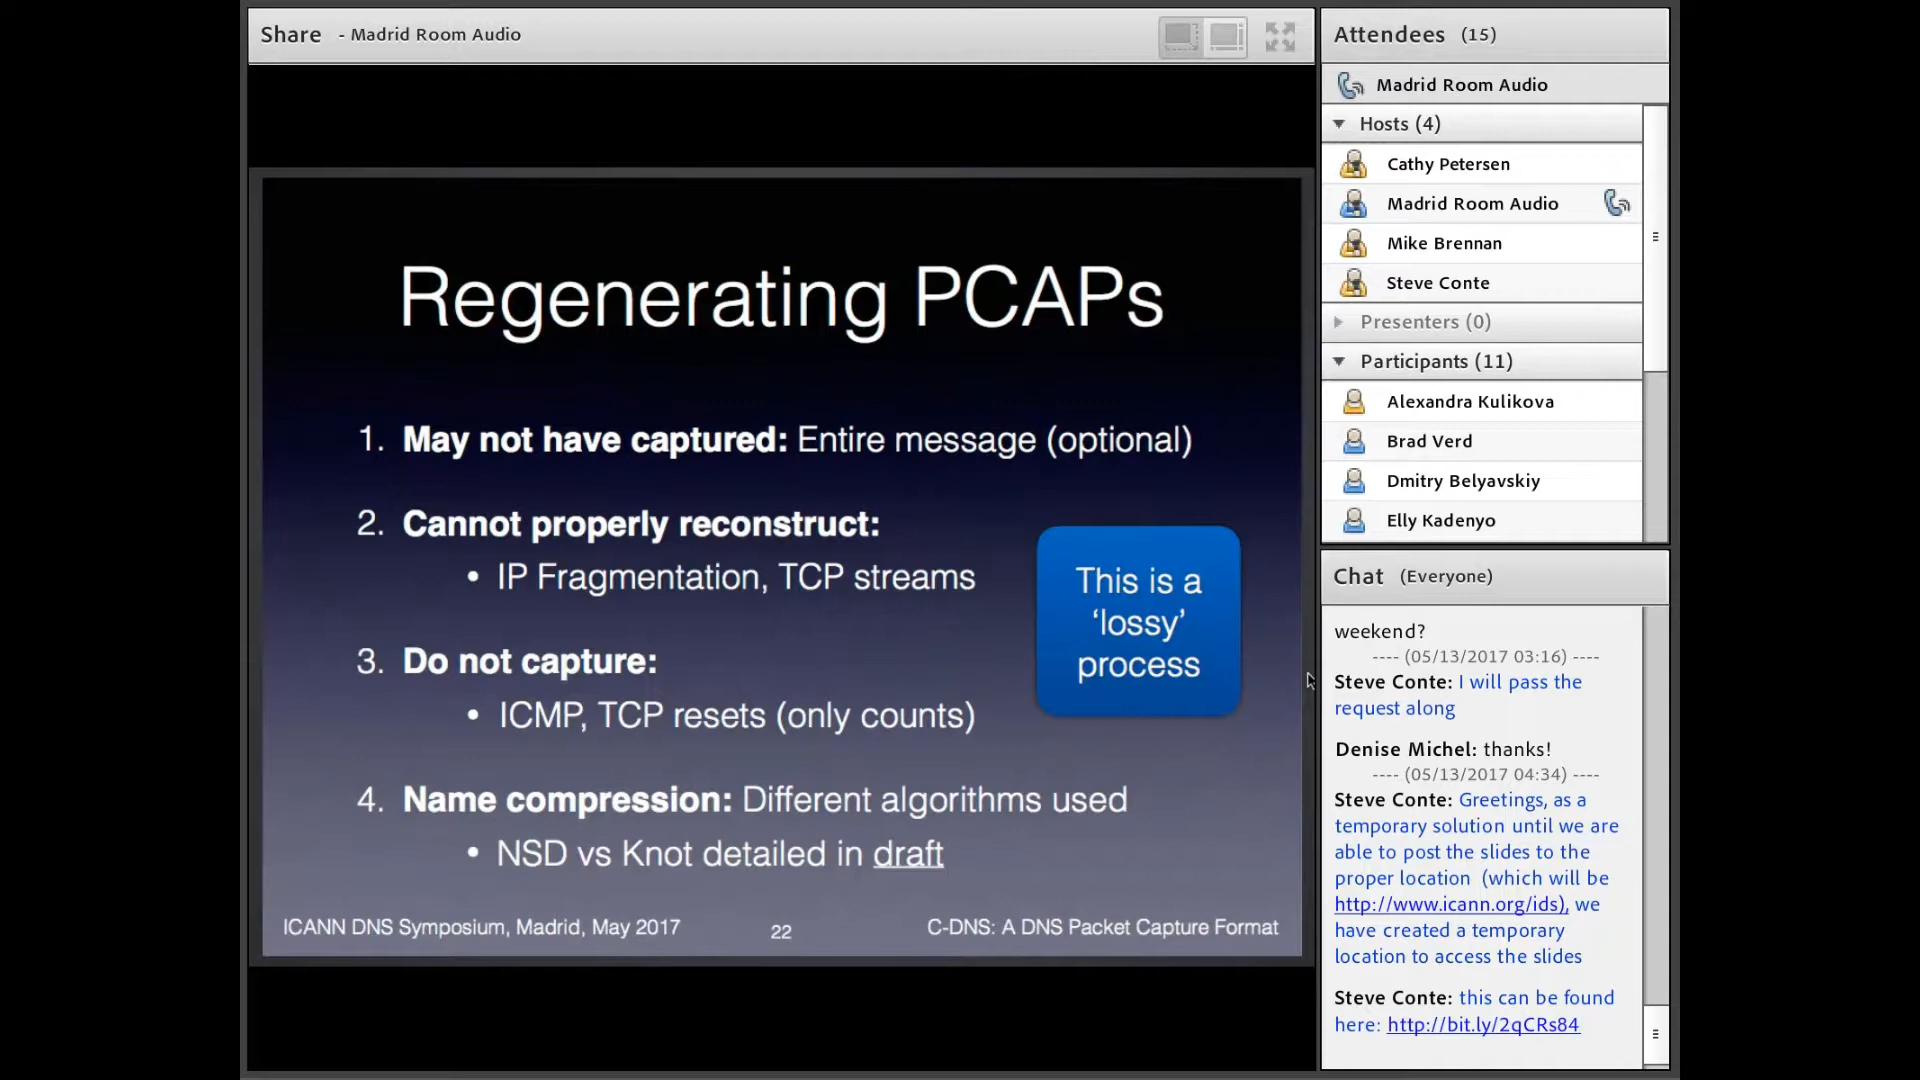 Share - Madrid Room Audio
Regenerating PCAPs
1. May not have captured: Entire message (optional)
2. Cannot properly reconstruct:
• IP Fragmentation, TCP streams
3. Do not capture:
• ICMP, TCP resets (only counts)
4. Name compression: Different algorithms used
• NSD vs Knot detailed in draft
This is a
‘lossy’
process
ICANN DNS Symposium, Madrid, May 2017
22
C-DNS: A DNS Packet Capture Format
Attendees (15)
Madrid Room Audio
Hosts (4)
Cathy Petersen
Madrid Room Audio
Mike Brennan
Steve Conte
Presenters (0)
Participants (11)
Alexandra Kulikova
Brad Verd
Dmitry Belyavskiy
Elly Kadenyo
Chat (Everyone)
weekend?
---- (05/13/2017 03:16) ----
Steve Conte: I will pass the
request along
Denise Michel: thanks!
---- (05/13/2017 04:34) ----
Steve Conte: Greetings, as a
temporary solution until we are
able to post the slides to the
proper location (which will be
http://www.icann.org/ids), we
have created a temporary
location to access the slides
Steve Conte: this can be found
here: http://bit.ly/2qCRs84